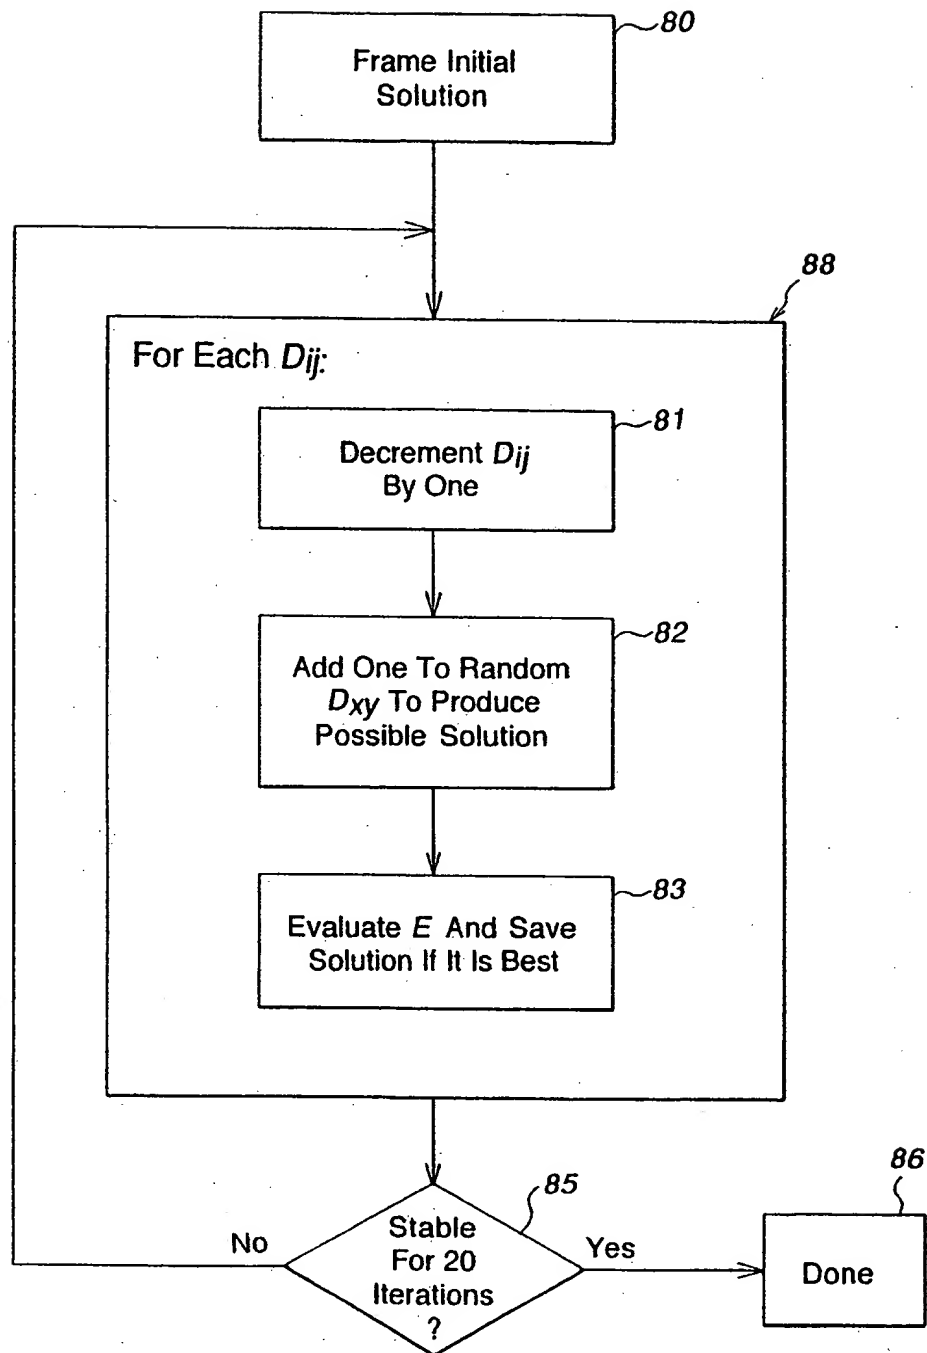 80
Frame Initial
Solution
88
For Each Dij:
81
Decrement Dij
By One
82
Add One To Random
Dxy To Produce
Possible Solution
83
Evaluate E And Save
Solution If It Is Best
85
86
No
Stable
For 20
Iterations
?
Yes
Done